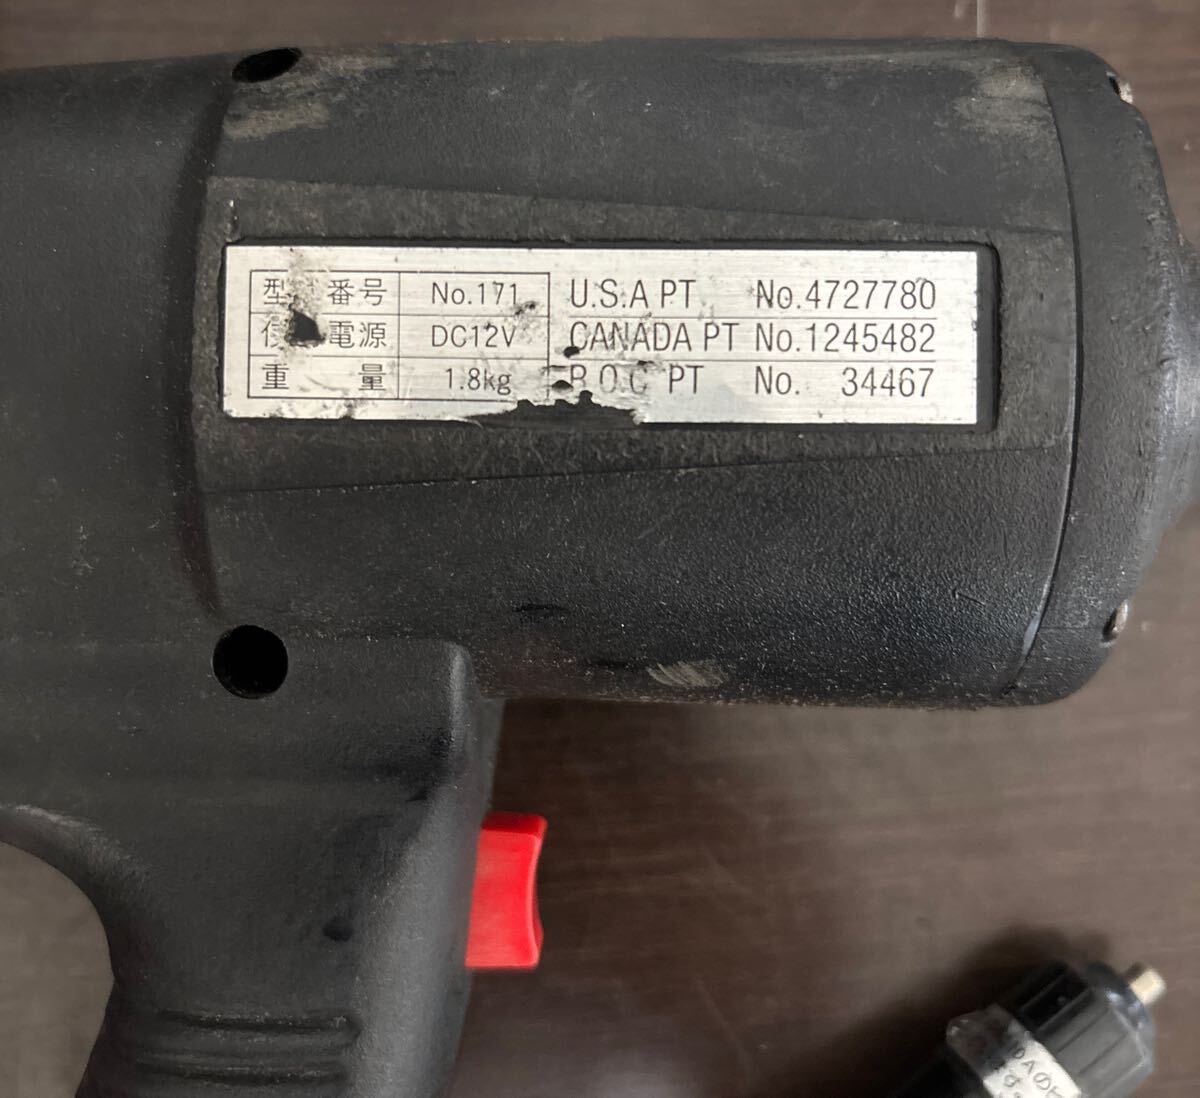 型 番号 No.171
電源 DC12V
重量 1.8kg
U.S.A PT No.4727780
CANADA PT No.1245482
R.O.C PT No. 34467